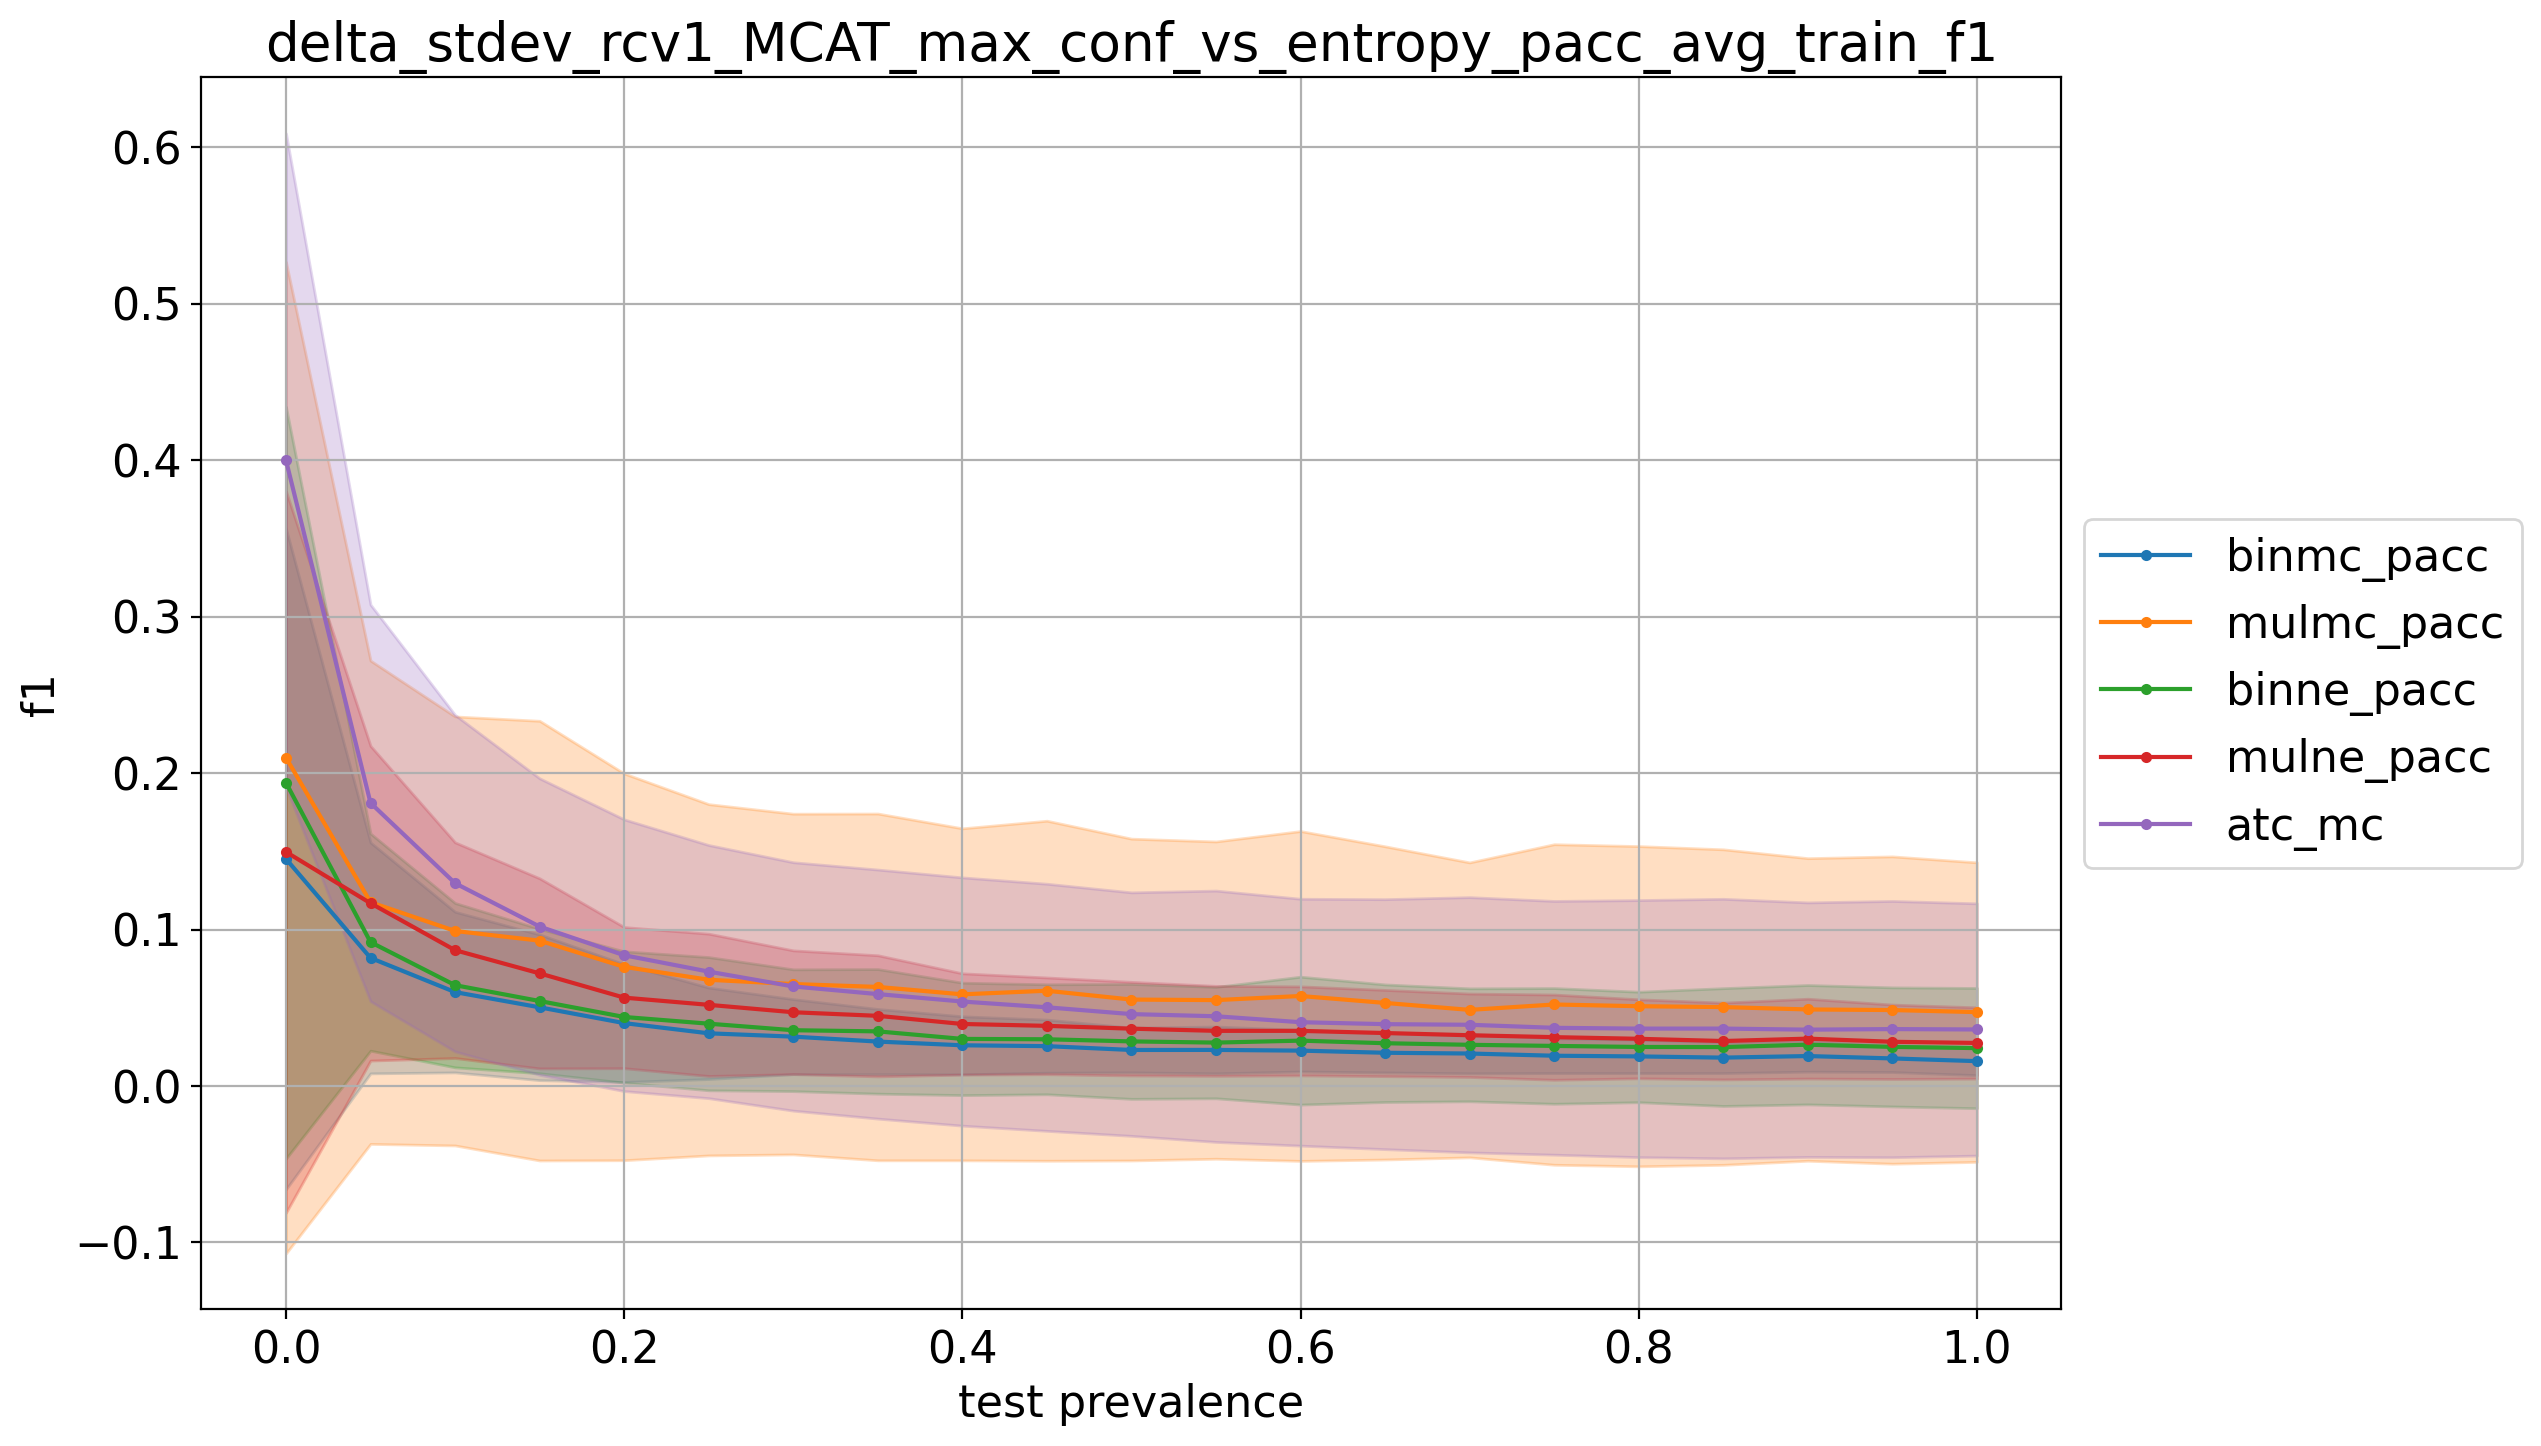 delta_stdev_rcv1_MCAT_max_conf_vs_entropy_pacc_avg_train_f1
0.6
0.5
0.4
0.3
0.2
0.1
0.0
−0.1
f1
0.0 0.2 0.4 0.6 0.8 1.0
test prevalence
binmc_pacc
mulmc_pacc
binne_pacc
mulne_pacc
atc_mc